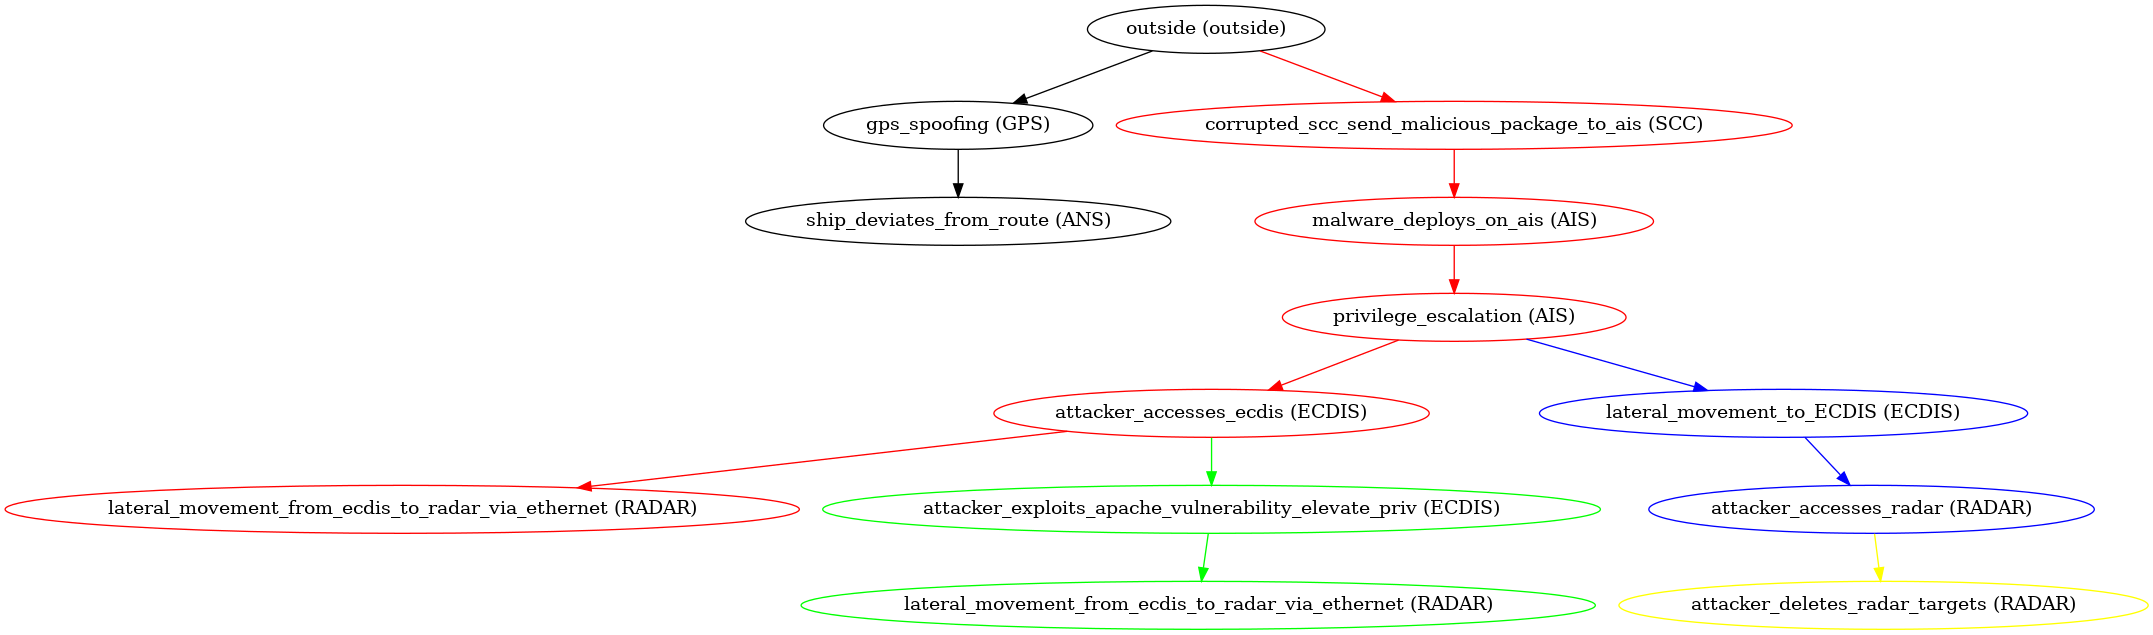 outside (outside)
gps_spoofing (GPS)
corrupted_scc_send_malicious_package_to_ais (SCC)
ship_deviates_from_route (ANS)
malware_deploys_on_ais (AIS)
privilege_escalation (AIS)
attacker_accesses_ecdis (ECDIS)
lateral_movement_to_ECDIS (ECDIS)
lateral_movement_from_ecdis_to_radar_via_ethernet (RADAR)
attacker_exploits_apache_vulnerability_elevate_priv (ECDIS)
attacker_accesses_radar (RADAR)
lateral_movement_from_ecdis_to_radar_via_ethernet (RADAR)
attacker_deletes_radar_targets (RADAR)